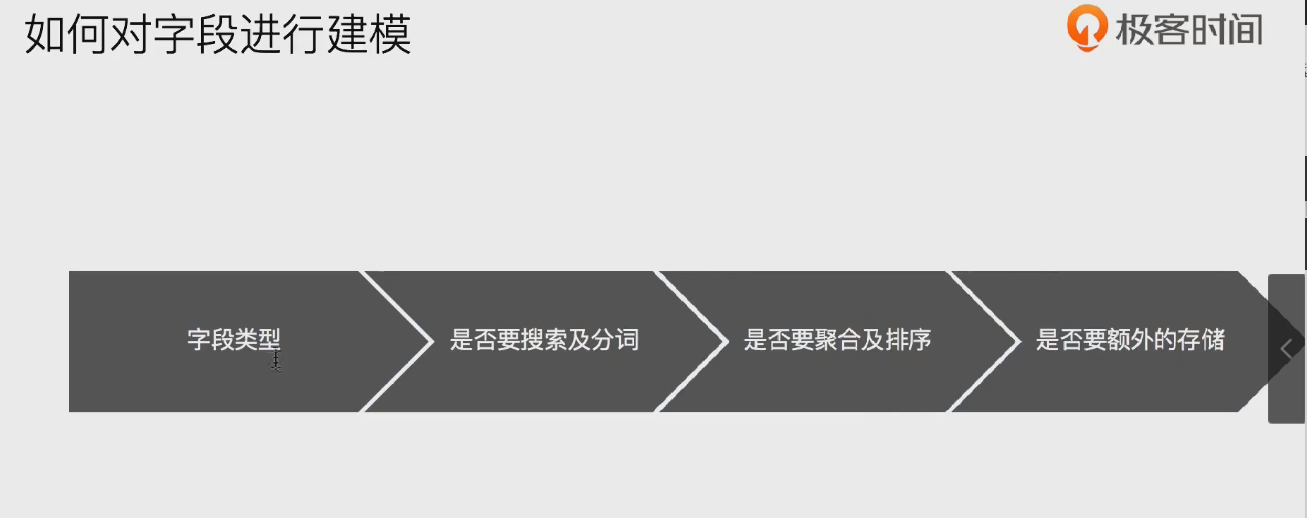 如何对字段进行建模
极客时间
字段类型
是否要搜索及分词
是否要聚合及排序
是否要额外的存储